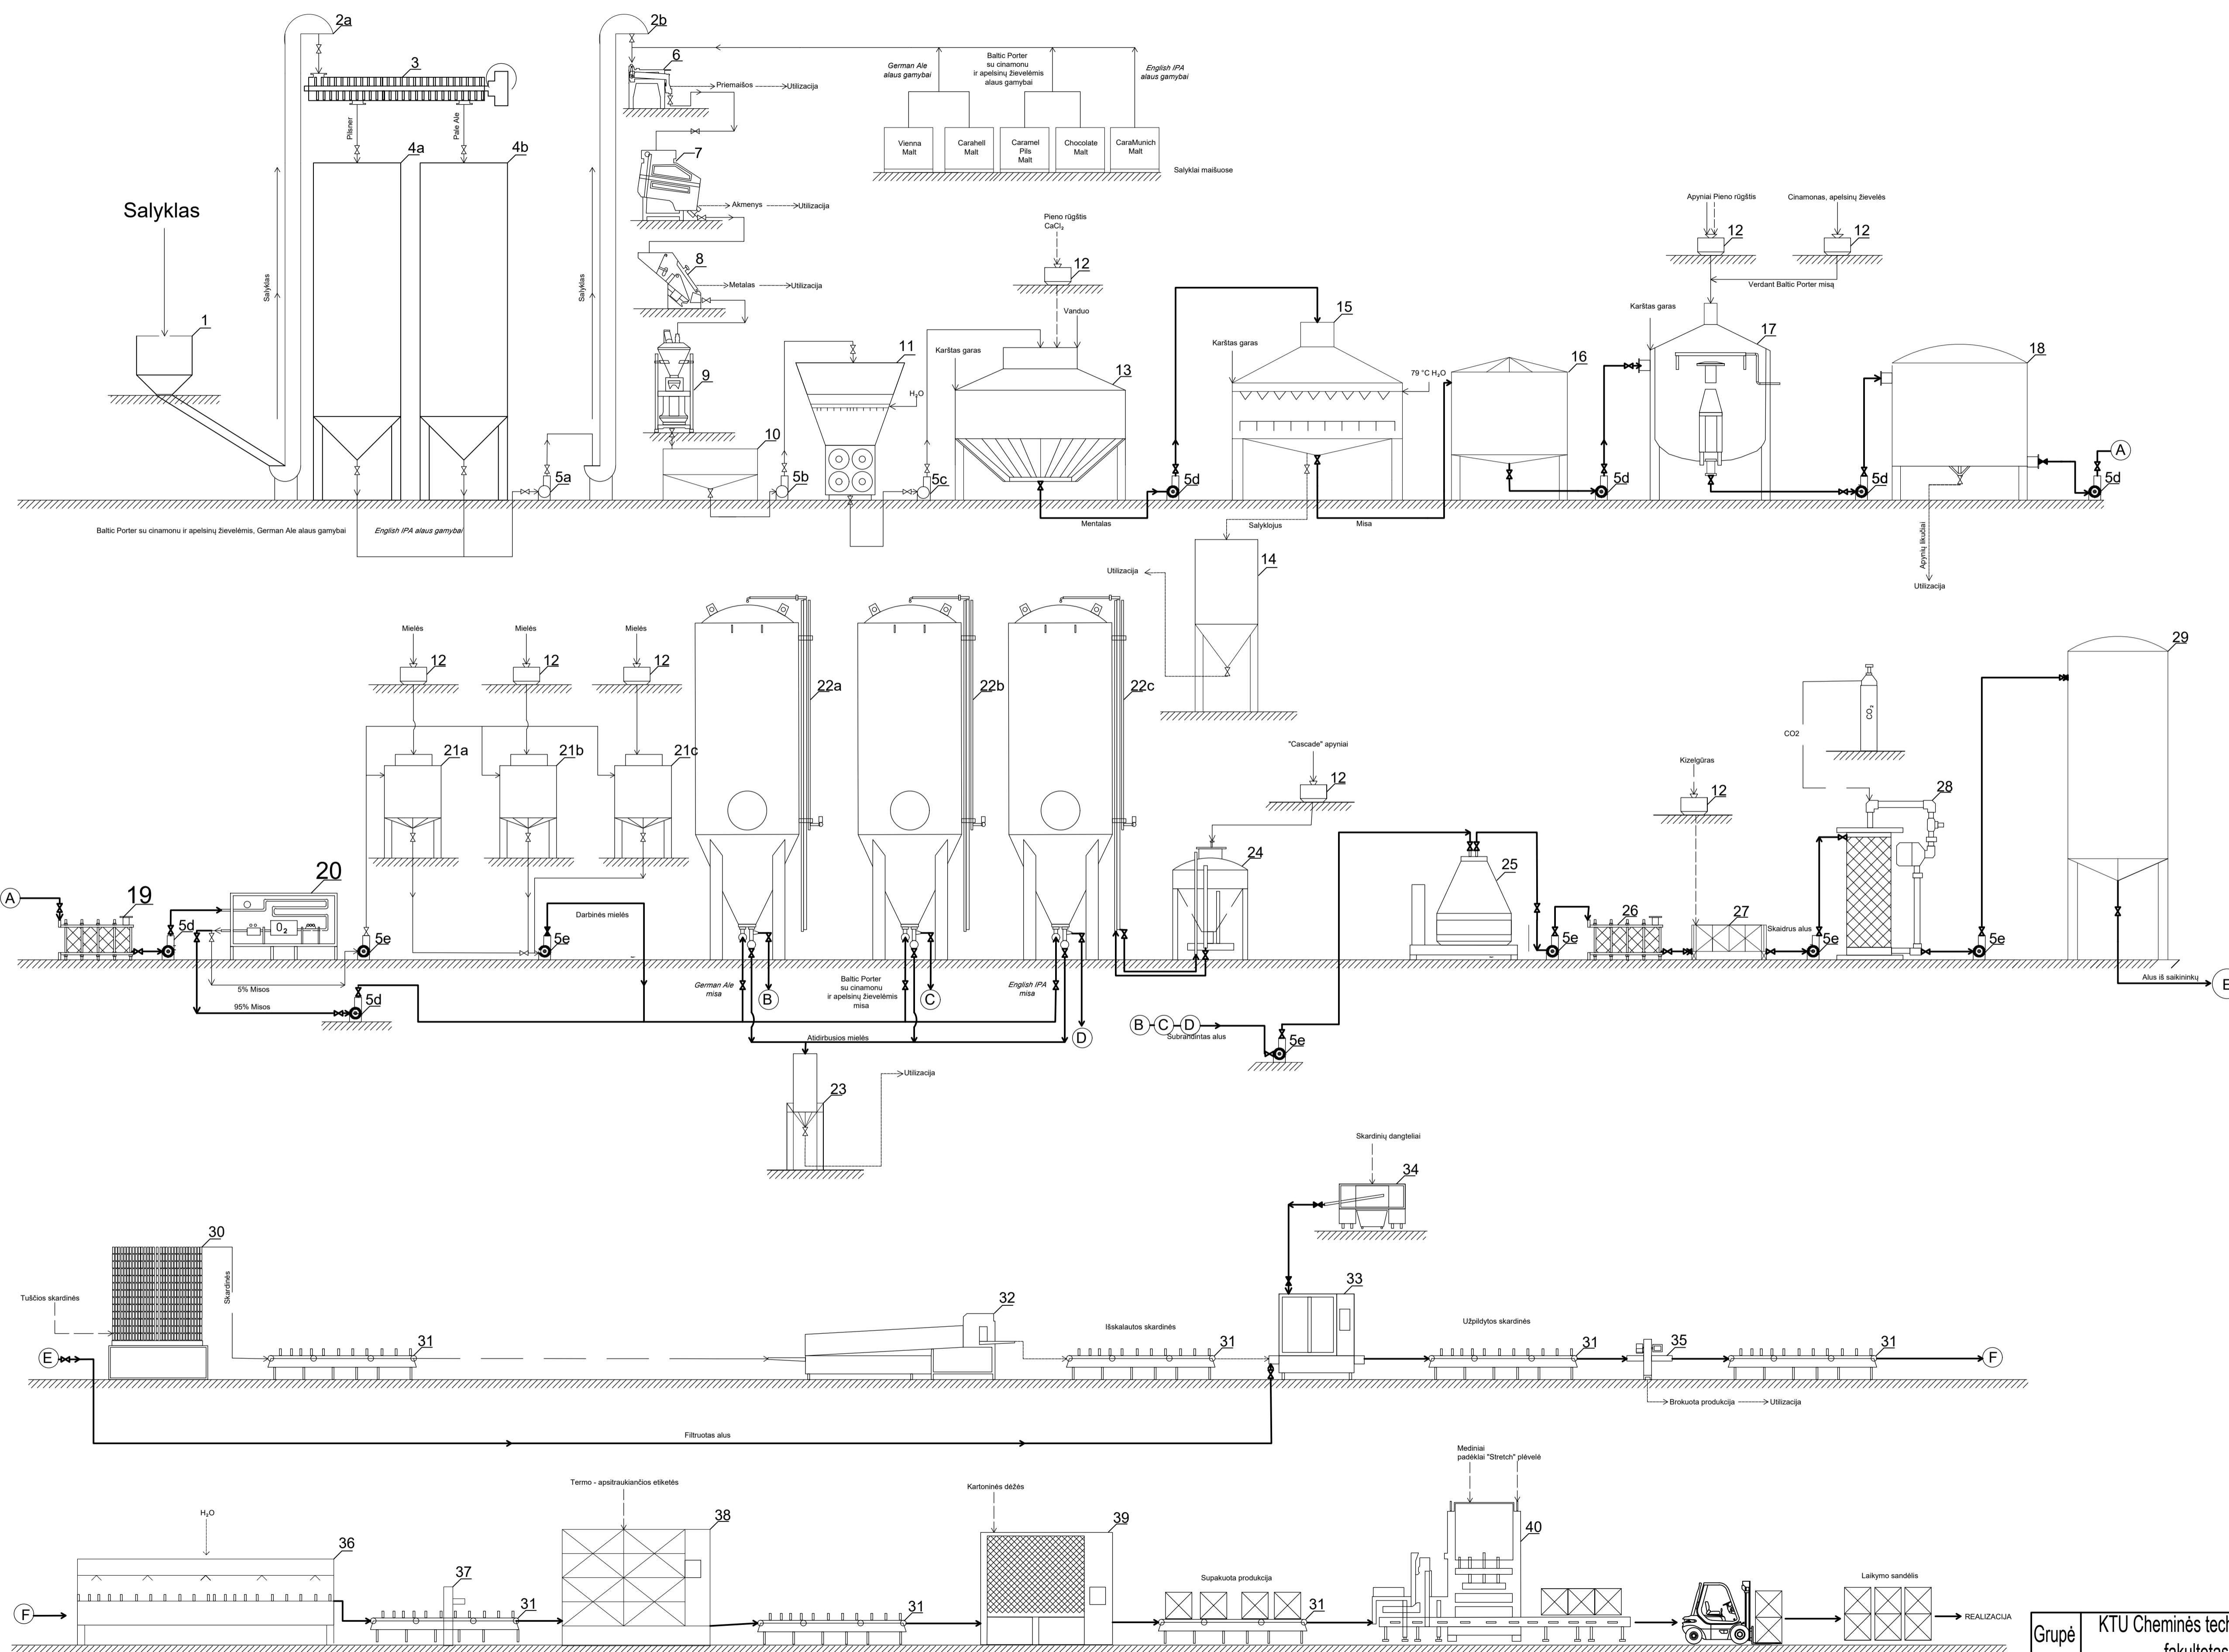 2a
2b
3
6
Priemaišos
Utilizacija
German Ale
alaus gamybai
Baltic Porter
su cinamonu
ir apelsinų žievelėmis
alaus gamybai
English IPA
alaus gamybai
Pilsner
Pale Ale
4a
4b
7
Vienna
Malt
Carahell
Malt
Caramel
Pils
Malt
Chocolate
Malt
CaraMunich
Malt
Salyklai maišuose
Salyklas
Akmenys
Utilizacija
Pieno rūgštis
CaCl₂
Apyniai Pieno rūgštis
Cinamonas, apelsinų žievelės
12
12
12
8
Metalas
Utilizacija
Verdant Baltic Porter misą
Salyklas
Salyklas
1
Vanduo
15
Karštas garas
17
Karštas garas
Karštas garas
11
13
16
18
9
H₂O
79 °C H₂O
10
5a
5b
5c
5d
5d
5d
5d
A
Mentalas
Salyklojus
Misa
Baltic Porter su cinamonu ir apelsinų žievelėmis, German Ale alaus gamybai
English IPA alaus gamybai
Apynių likučiai
Utilizacija
14
Utilizacija
Mielės
Mielės
Mielės
12
12
12
22a
22b
22c
29
21a
21b
21c
"Cascade" apyniai
12
CO₂
CO2
Kizelgūras
12
28
24
25
A
19
20
O₂
5d
5e
5e
Darbinės mielės
26
27
Skaidrus alus
5e
5e
5e
5% Misos
95% Misos
5d
German Ale
misa
B
Baltic Porter
su cinamonu
ir apelsinų žievelėmis
misa
C
English IPA
misa
D
Alus iš saikininkų
E
B
C
D
Subrandintas alus
5e
Atidirbusios mielės
Utilizacija
23
Skardinių dangteliai
34
30
Skardinės
Tuščios skardinės
E
31
32
Išskalautos skardinės
31
33
Užpildytos skardinės
31
35
31
F
Brokuota produkcija
Utilizacija
Filtruotas alus
Mediniai
padėklai "Stretch" plėvelė
Termo - apsitraukiančios etiketės
Kartoninės dėžės
H₂O
36
38
39
40
37
31
31
Supakuota produkcija
31
Laikymo sandėlis
F
REALIZACIJA
Grupė
KTU Cheminės tech
fakultetas